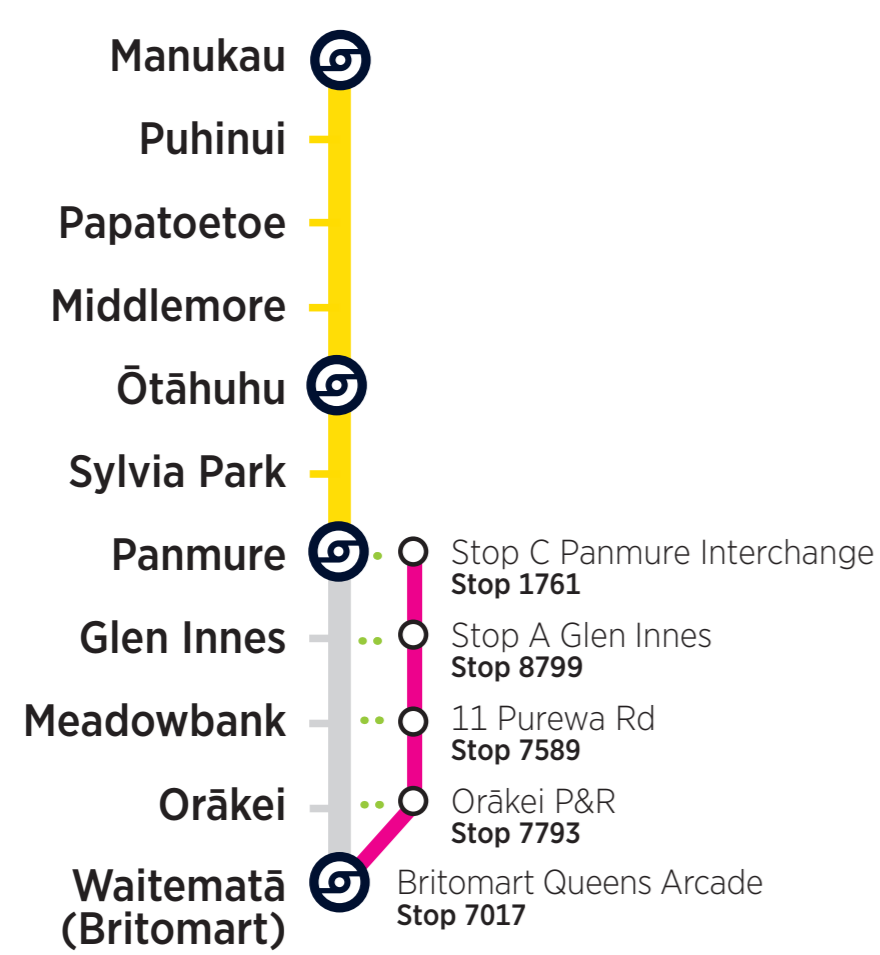 Manukau
Puhinui
Papatoetoe
Middlemore
Ōtāhuhu
Sylvia Park
Panmure
Stop C Panmure Interchange
Stop 1761
Glen Innes
Stop A Glen Innes
Stop 8799
Meadowbank
11 Purewa Rd
Stop 7589
Orākei
Orākei P&R
Stop 7793
Waitematā
(Britomart)
Britomart Queens Arcade
Stop 7017